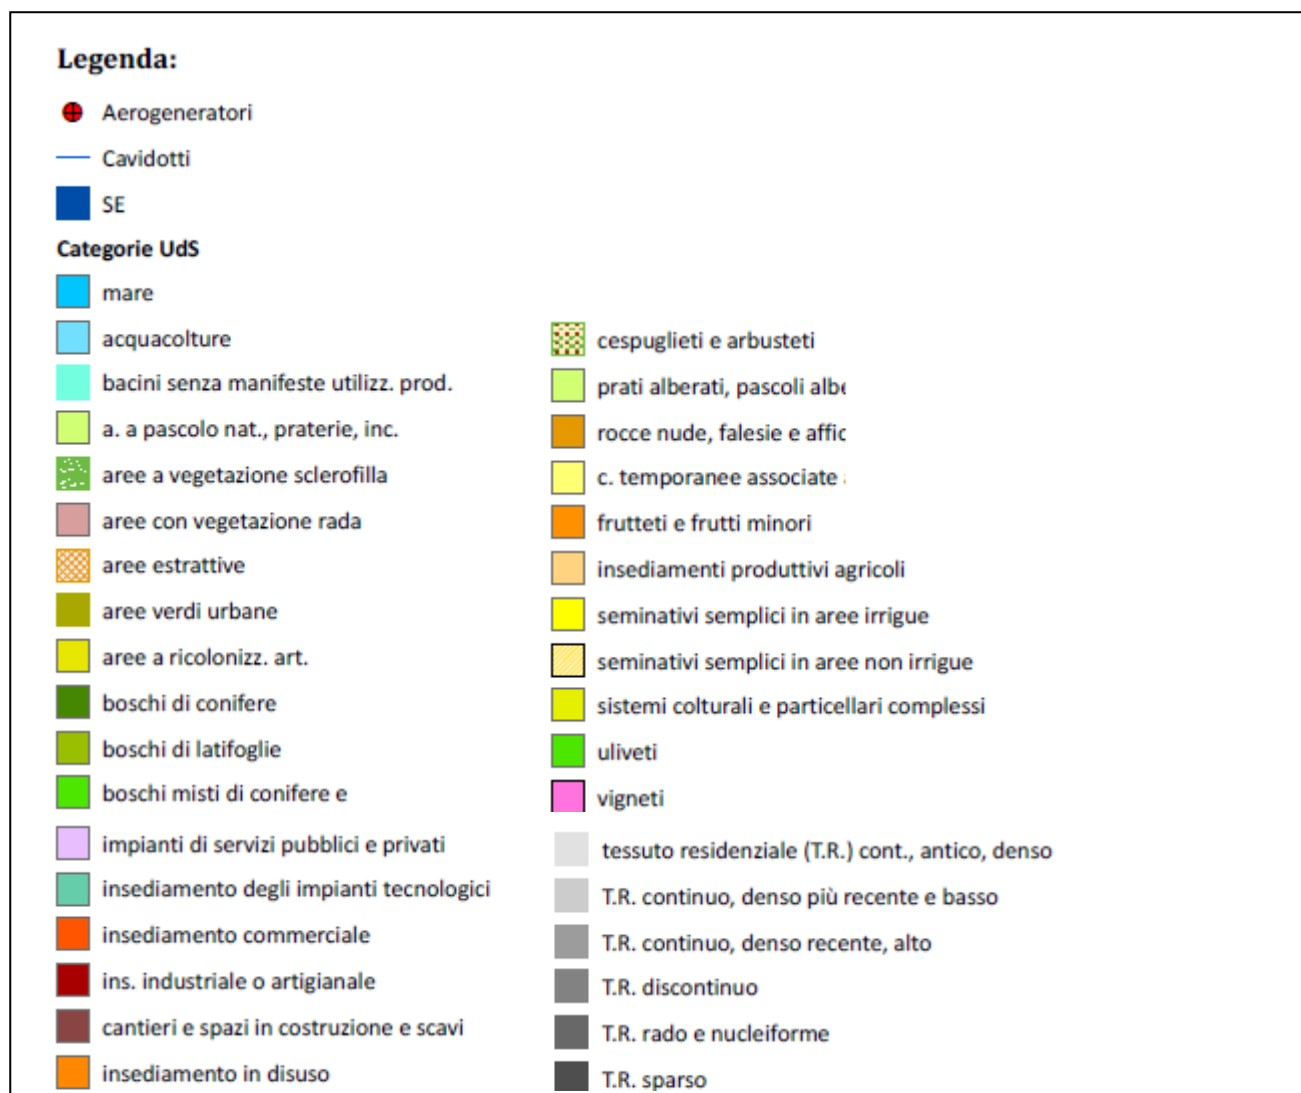 Legenda:
Aerogeneratori
Cavidotti
SE
Categorie UdS
mare
acquacolture
bacini senza manifeste utilizz. prod.
a. a pascolo nat., praterie, inc.
aree a vegetazione sclerofilla
aree con vegetazione rada
aree estrattive
aree verdi urbane
aree a ricolonizz. art.
boschi di conifere
boschi di latifoglie
boschi misti di conifere e
impianti di servizi pubblici e privati
insediamento degli impianti tecnologici
insediamento commerciale
ins. industriale o artigianale
cantieri e spazi in costruzione e scavi
insediamento in disuso
cespuglieti e arbusteti
prati alberati, pascoli albe
rocce nude, falesie e affio
c. temporanee associate
frutteti e frutti minori
insediamenti produttivi agricoli
seminativi semplici in aree irrigue
seminativi semplici in aree non irrigue
sistemi colturali e particellari complessi
uliveti
vigneti
tessuto residenziale (T.R.) cont., antico, denso
T.R. continuo, denso più recente e basso
T.R. continuo, denso recente, alto
T.R. discontinuo
T.R. rado e nucleiforme
T.R. sparso